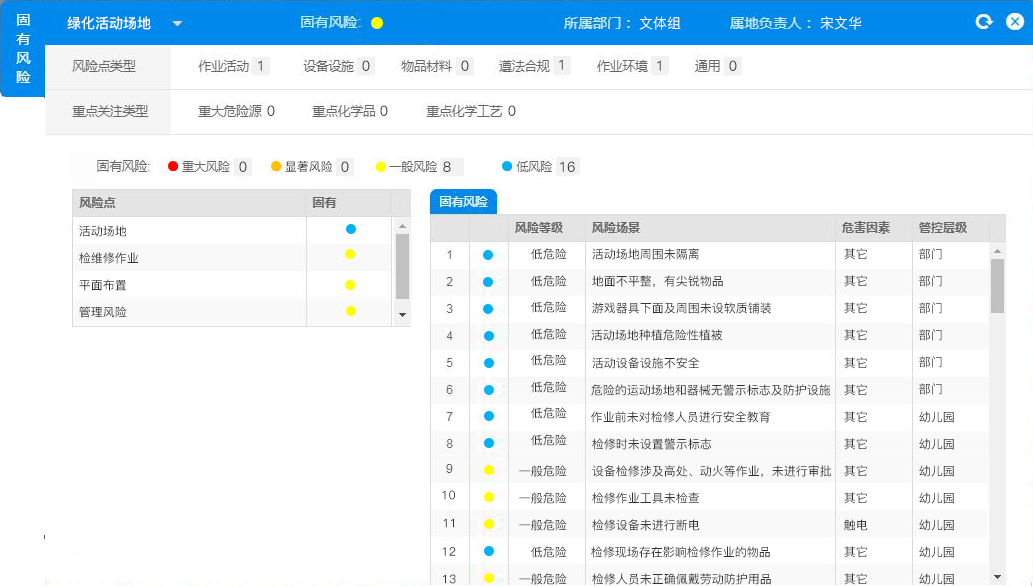 固有风险
绿化活动场地 固有风险: 所属部门： 文体组 属地负责人： 宋文华
风险点类型 作业活动 1 设备设施 0 物品材料 0 遵法合规 1 作业环境 1 通用 0
重点关注类型 重大危险源 0 重点化学品 0 重点化学工艺 0
固有风险: 重大风险 0 显著风险 0 一般风险 8 低风险 16
风险点 固有
活动场地
检维修作业
平面布置
管理风险
固有风险
风险等级 风险场景 危害因素 管控层级
1 低危险 活动场地周围未隔离 其它 部门
2 低危险 地面不平整，有尖锐物品 其它 部门
3 低危险 游戏器具下面及周围未设软质铺装 其它 部门
4 低危险 活动场地种植危险性植被 其它 部门
5 低危险 活动设备设施不安全 其它 部门
6 低危险 危险的运动场地和器械无警示标志及防护设施 其它 部门
7 低危险 作业前未对检修人员进行安全教育 其它 幼儿园
8 低危险 检修时未设置警示标志 其它 幼儿园
9 一般危险 设备检修涉及高处、动火等作业，未进行审批 其它 幼儿园
10 一般危险 检修作业工具未检查 其它 幼儿园
11 一般危险 检修设备未进行断电 触电 幼儿园
12 低危险 检修现场存在影响检修作业的物品 其它 幼儿园
13 一般危险 检修人员未正确佩戴劳动防护用品 其它 幼儿园